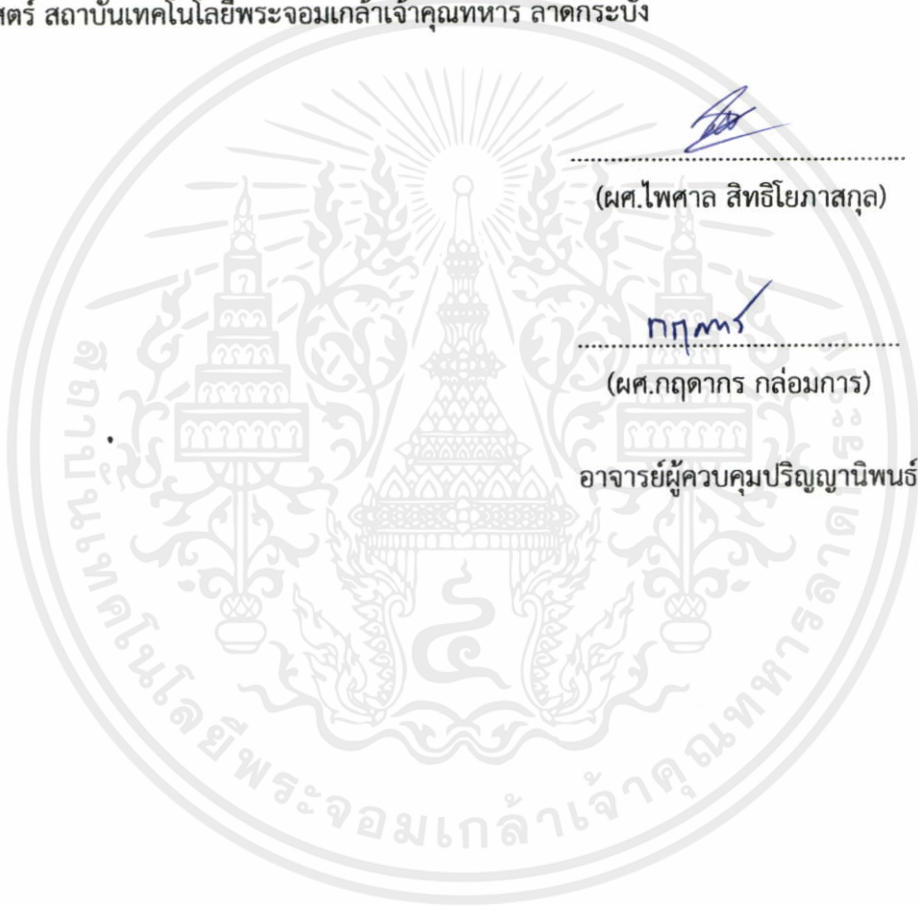 สตร์ สถาบันเทคโนโลยีพระจอมเกล้าเจ้าคุณทหาร ลาดกระบัง
(ผศ.ไพศาล สิทธิโยภาสกุล)
กฤดากร
(ผศ.กฤดากร กล่อมการ)
อาจารย์ผู้ควบคุมปริญญานิพนธ์
สถาบันเทคโนโลยีพระจอมเกล้าเจ้าคุณทหารลาดกระบัง
๔